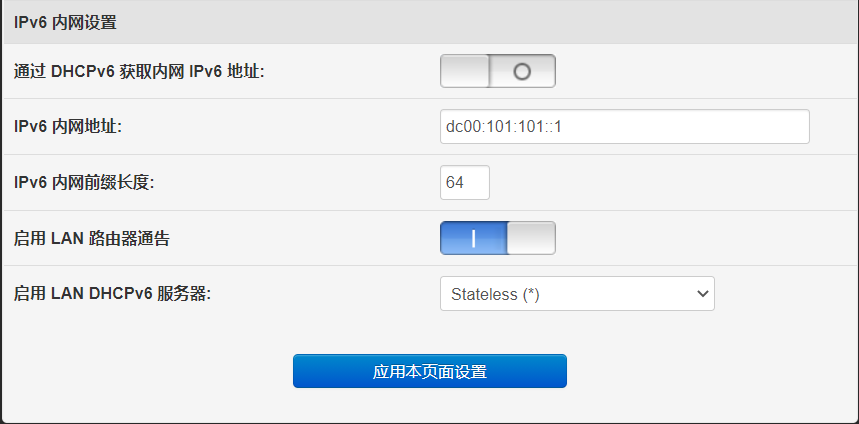 IPv6 内网设置
通过 DHCPv6 获取内网 IPv6 地址:
IPv6 内网地址: dc00:101:101::1
IPv6 内网前缀长度: 64
启用 LAN 路由器通告
启用 LAN DHCPv6 服务器: Stateless (*)
应用本页面设置